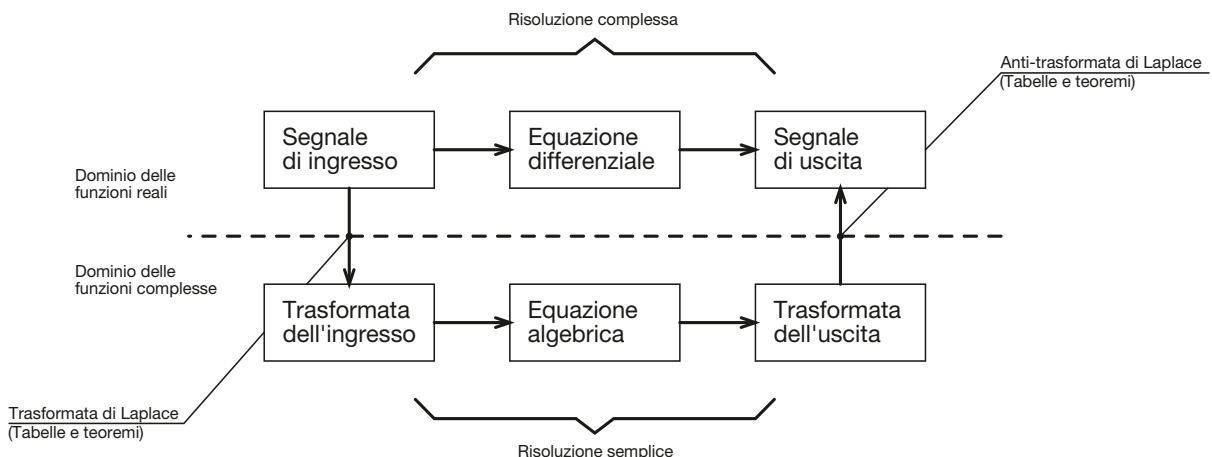 Risoluzione complessa
Anti-trasformata di Laplace
(Tabelle e teoremi)
Segnale
di ingresso
Equazione
differenziale
Segnale
di uscita
Dominio delle
funzioni reali
Dominio delle
funzioni complesse
Trasformata
dell'ingresso
Equazione
algebrica
Trasformata
dell'uscita
Trasformata di Laplace
(Tabelle e teoremi)
Risoluzione semplice